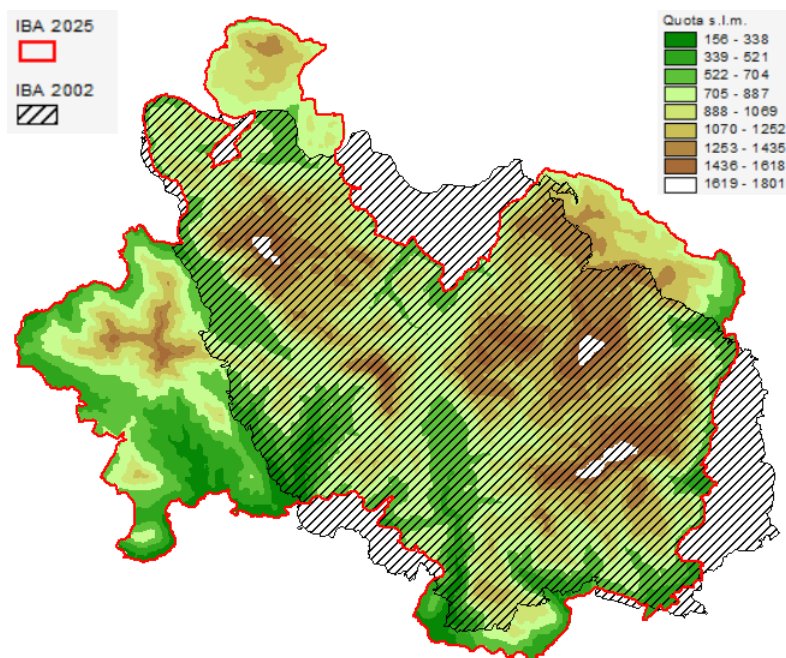 IBA 2025
IBA 2002
Quota s.l.m.
156 - 338
339 - 521
522 - 704
705 - 887
888 - 1069
1070 - 1252
1253 - 1435
1436 - 1618
1619 - 1801